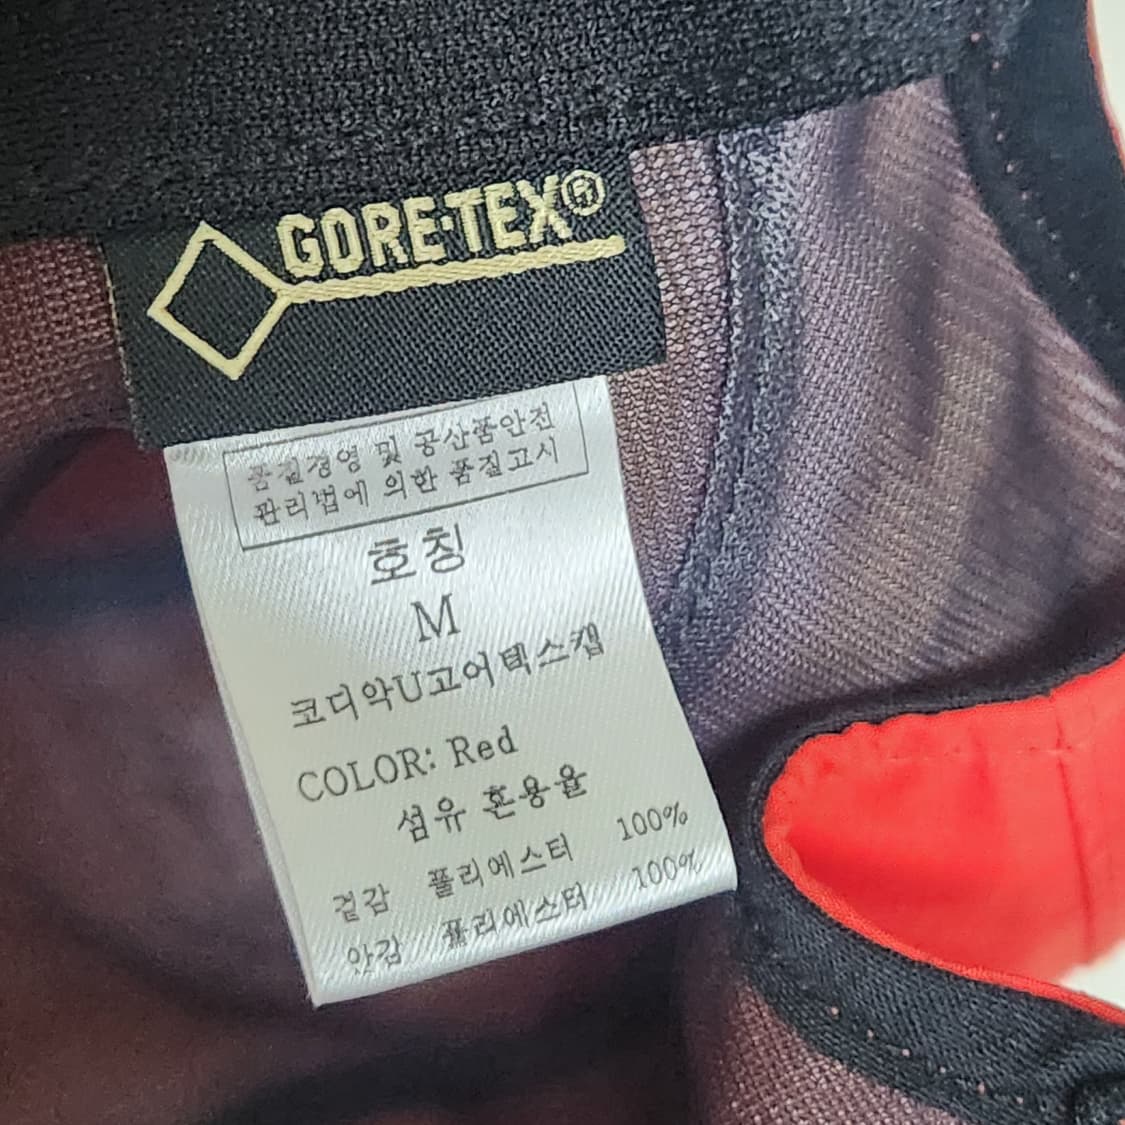 GORE-TEX®
품질경영 및 공산품안전
관리법에 의한 품질고시
호칭
M
코디악U고어텍스캡
COLOR: Red
섬유 혼용율
겉감 폴리에스터 100%
안감 폴리에스터 100%